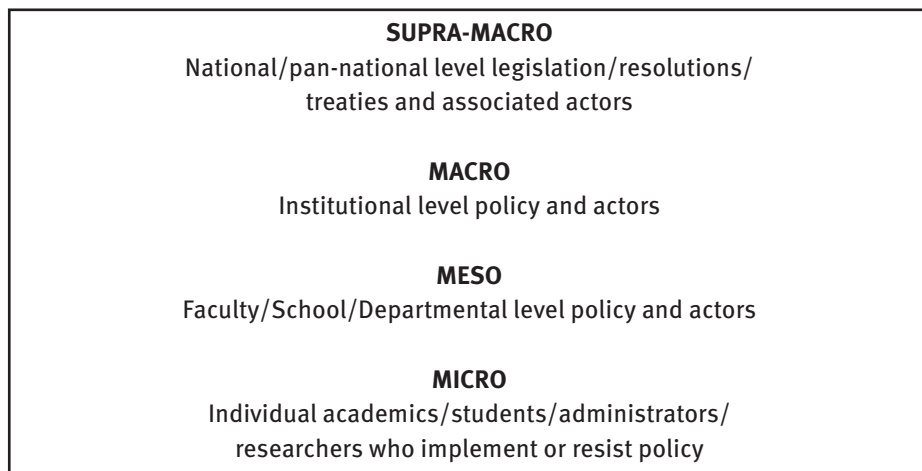 SUPRA-MACRO
National/pan-national level legislation/resolutions/
treaties and associated actors
MACRO
Institutional level policy and actors
MESO
Faculty/School/Departmental level policy and actors
MICRO
Individual academics/students/administrators/
researchers who implement or resist policy